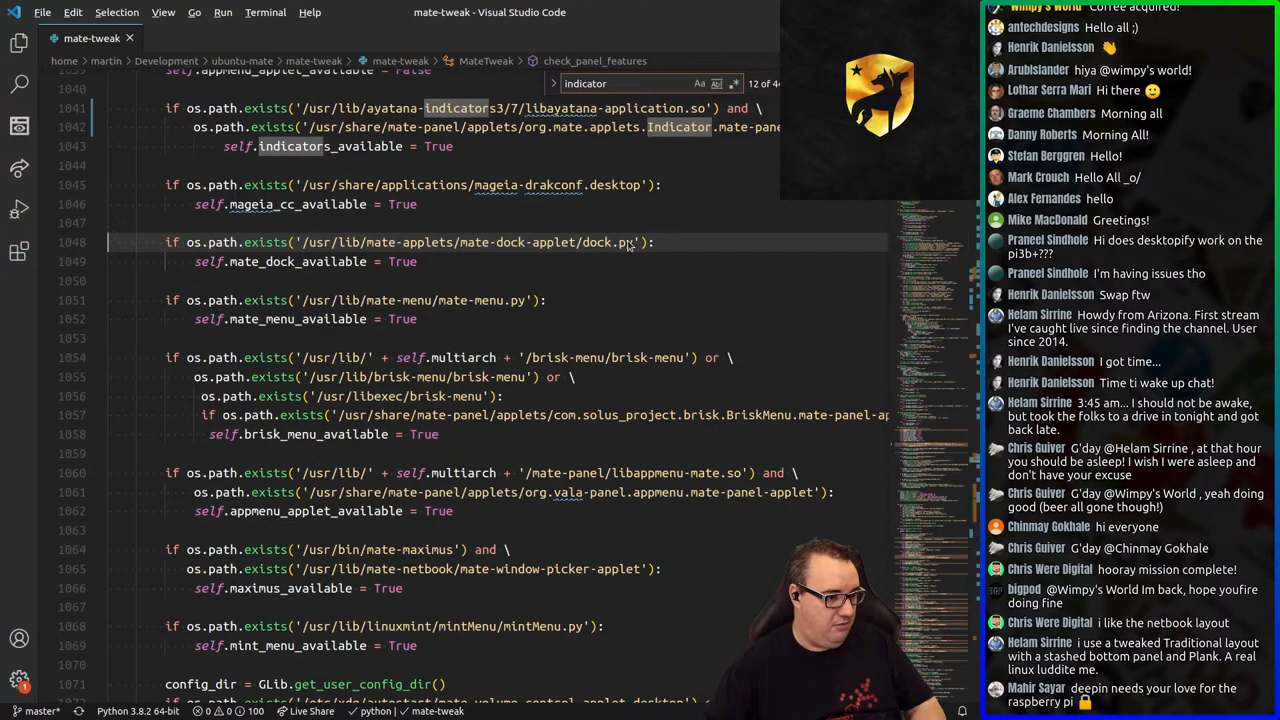 File Edit Selection View Go Run Terminal Help
mate-tweak - Visual Studio Code
mate-tweak
home > martin > Development > ubuntu-mate > mate-tweak > mate-tweak > MateTweak > check_panel_features
indicator
Aa
12 of 44
self.appmenu_applet_available = False
1040
1041 if os.path.exists('/usr/lib/ayatana-indicators3/7/libayatana-application.so') and \
1042 os.path.exists('/usr/share/mate-panel/applets/org.mate.applets.Indicator.mate-pane
1043 self.indicators_available = True
1045 if os.path.exists('/usr/share/applications/mageia-drakconf.desktop'):
1046 self.mageia_cc_available = True
1047
1048 if os.path.exists('/usr/lib/mate-applets/mate-dock-applet/dock.py'):
1049 self.mate_dock_available = True
1050
1051 if os.path.exists('/usr/lib/mate-menu/mate-menu.py'):
1052 self.mate_menu_available = True
1053
1054 if os.path.exists('/usr/lib/' + self.multiarch + '/brisk-menu/brisk-menu') or \
1055 os.path.exists('/usr/lib/brisk-menu/brisk-menu') or \
1056 os.path.exists('/usr/libexec/brisk-menu'):
1057 if os.path.exists('/usr/share/mate-panel/applets/com.solus_project.brisk.BriskMenu.mate-panel-ap
1058 self.brisk_menu_available = True
1059
1060 if os.path.exists('/usr/lib/' + self.multiarch + '/mate-panel/libappmenu-mate.so') and \
1061 os.path.exists('/usr/share/mate-panel/applets/org.vala-panel.appmenu.mate-panel-applet'):
1062 self.appmenu_applet_available = True
1063
1064 if os.path.exists('/usr/bin/mate-maximus') and \
1065 os.path.exists('/usr/lib/mate-netbook/mate-window-picker-applet'):
1066 self.maximus_available = True
1067
1068 if os.path.exists('/usr/lib/linuxmint/mintMenu/mintMenu.py'):
1069 self.mint_menu_available = True
1070
1071 config_dir = GLib.get_user_config_dir()
1
master* Python 3.8.2 64-bit 0 0 100 Live Share python | mate-tweak
Wimpy's World Coffee acquired!
antechdesigns Hello all ;)
Henrik Danielsson 👋
ArubIslander hiya @wimpy's world!
Lothar Serra Mari Hi there 🙂
Graeme Chambers Morning all
Danny Roberts Morning All!
Stefan Berggren Hello!
Mark Crouch Hello All _o/
Alex Fernandes hello
Mike MacDonald Greetings!
Praneel Sindhole Hi does desktopify work on the
pi3b+???
Praneel Sindhole I'm having issues tho
Henrik Danielsson Swap ftw
Helam Sirrine Howdy from Arizona. First stream
I've caught live since finding the channel. User
since 2014.
Henrik Danielsson I got time...
Henrik Danielsson Time ti wake up chat!
Helam Sirrine 3:45 am... I should not be awake,
but took the folks to a drive in tonight and got
back late.
Chris Guiver G'day @Helam Sirrine , at that hour
you should be asleep! I wish I were asleep and
don't have your excuse
Chris Guiver G'day @Wimpy's World , yeah doing
good (beer all gone though!)
Chinmay Gokhale hi everyone
Chris Guiver G'day @Chinmay Gokhale
Chris Were Digital hooray mission complete!
bigpod @Wimpy's World Im back, hope youfire
doing fine
Chris Were Digital i like the netbook layout
Helam Sirrine i use a tweaked Traditional layout
with a stashed bottom panel and Plank. A real
linux luddite me.
Mahir Sayar deepin needs your love for the
raspberry pi 🔒